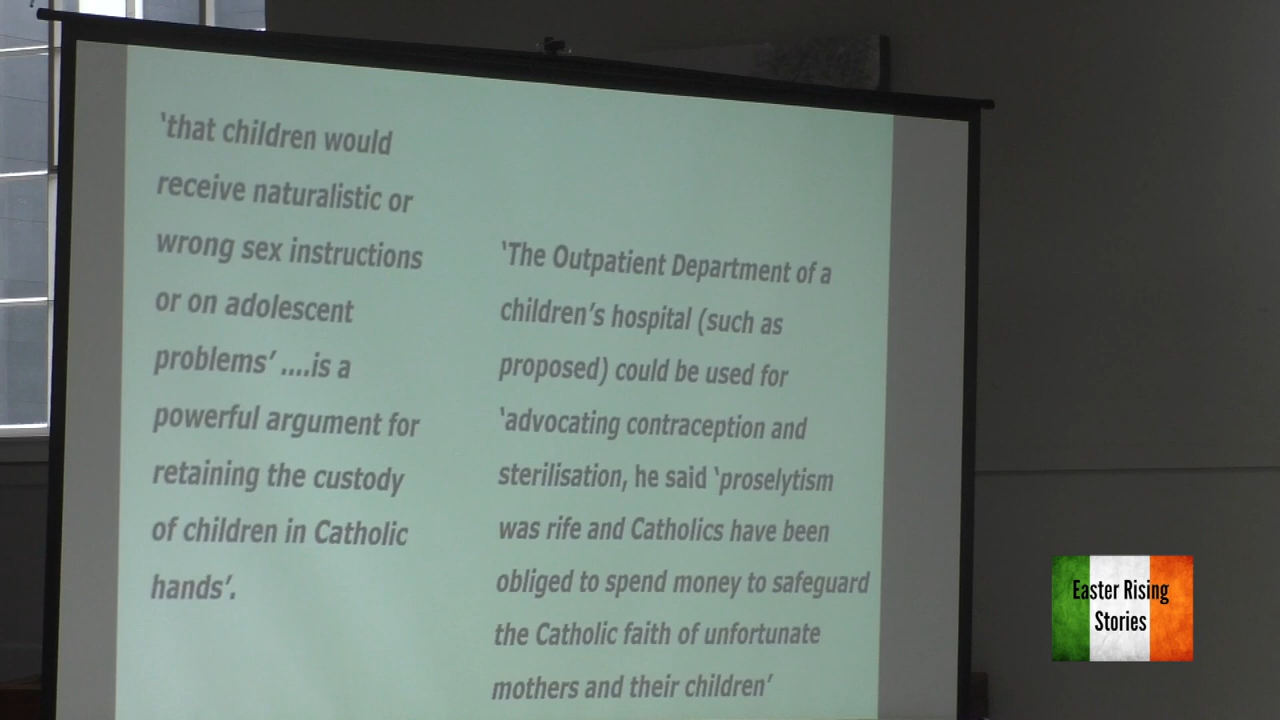 ‘that children would
receive naturalistic or
wrong sex instructions
or on adolescent
problems’ ....is a
powerful argument for
retaining the custody
of children in Catholic
hands’.
‘The Outpatient Department of a
children’s hospital (such as
proposed) could be used for
‘advocating contraception and
sterilisation, he said ‘proselytism
was rife and Catholics have been
obliged to spend money to safeguard
the Catholic faith of unfortunate
mothers and their children’
Easter Rising
Stories